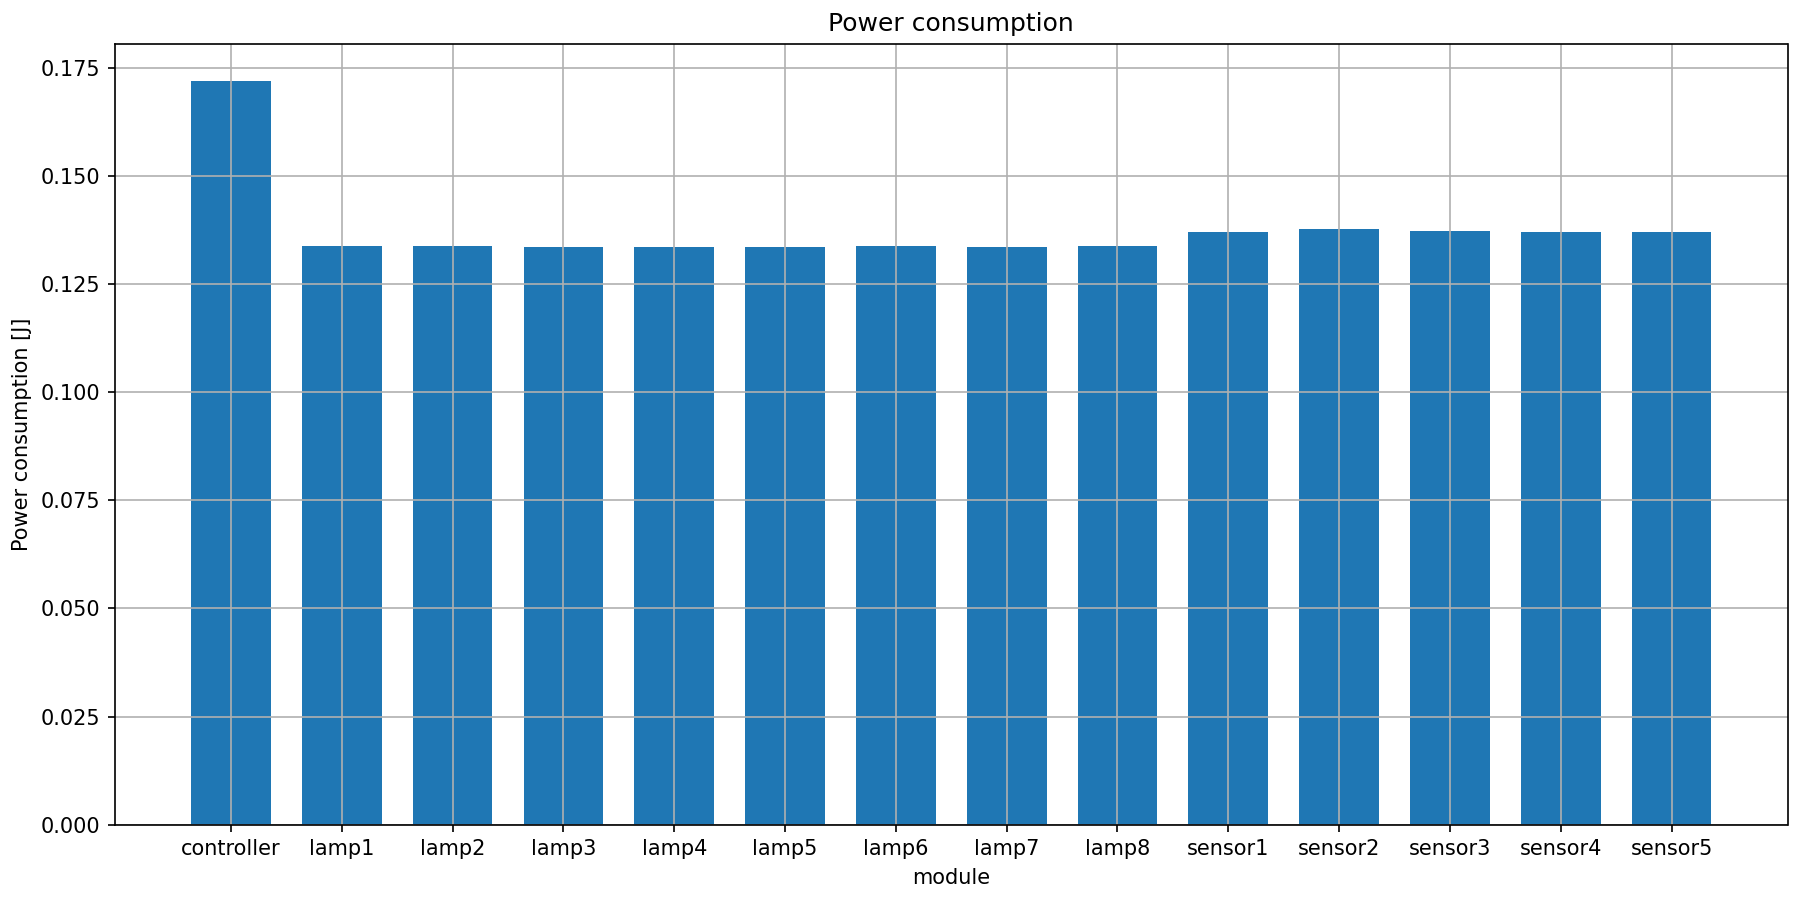 Power consumption
0.175
0.150
0.125
0.100
0.075
0.050
0.025
0.000
Power consumption [J]
controller lamp1 lamp2 lamp3 lamp4 lamp5 lamp6 lamp7 lamp8 sensor1 sensor2 sensor3 sensor4 sensor5
module